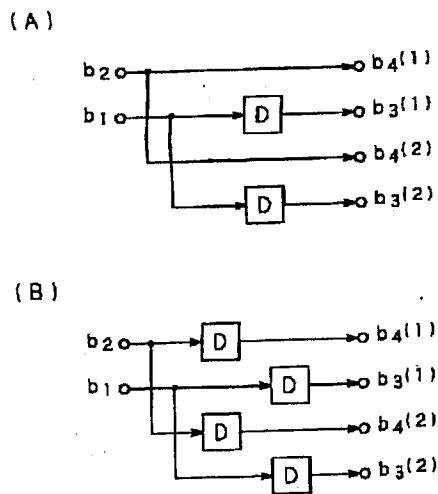 (A)
b2 b4(1)
b1 D b3(1)
b4(2)
D b3(2)
(B)
b2 D b4(1)
b1 D b3(1)
D b4(2)
D b3(2)